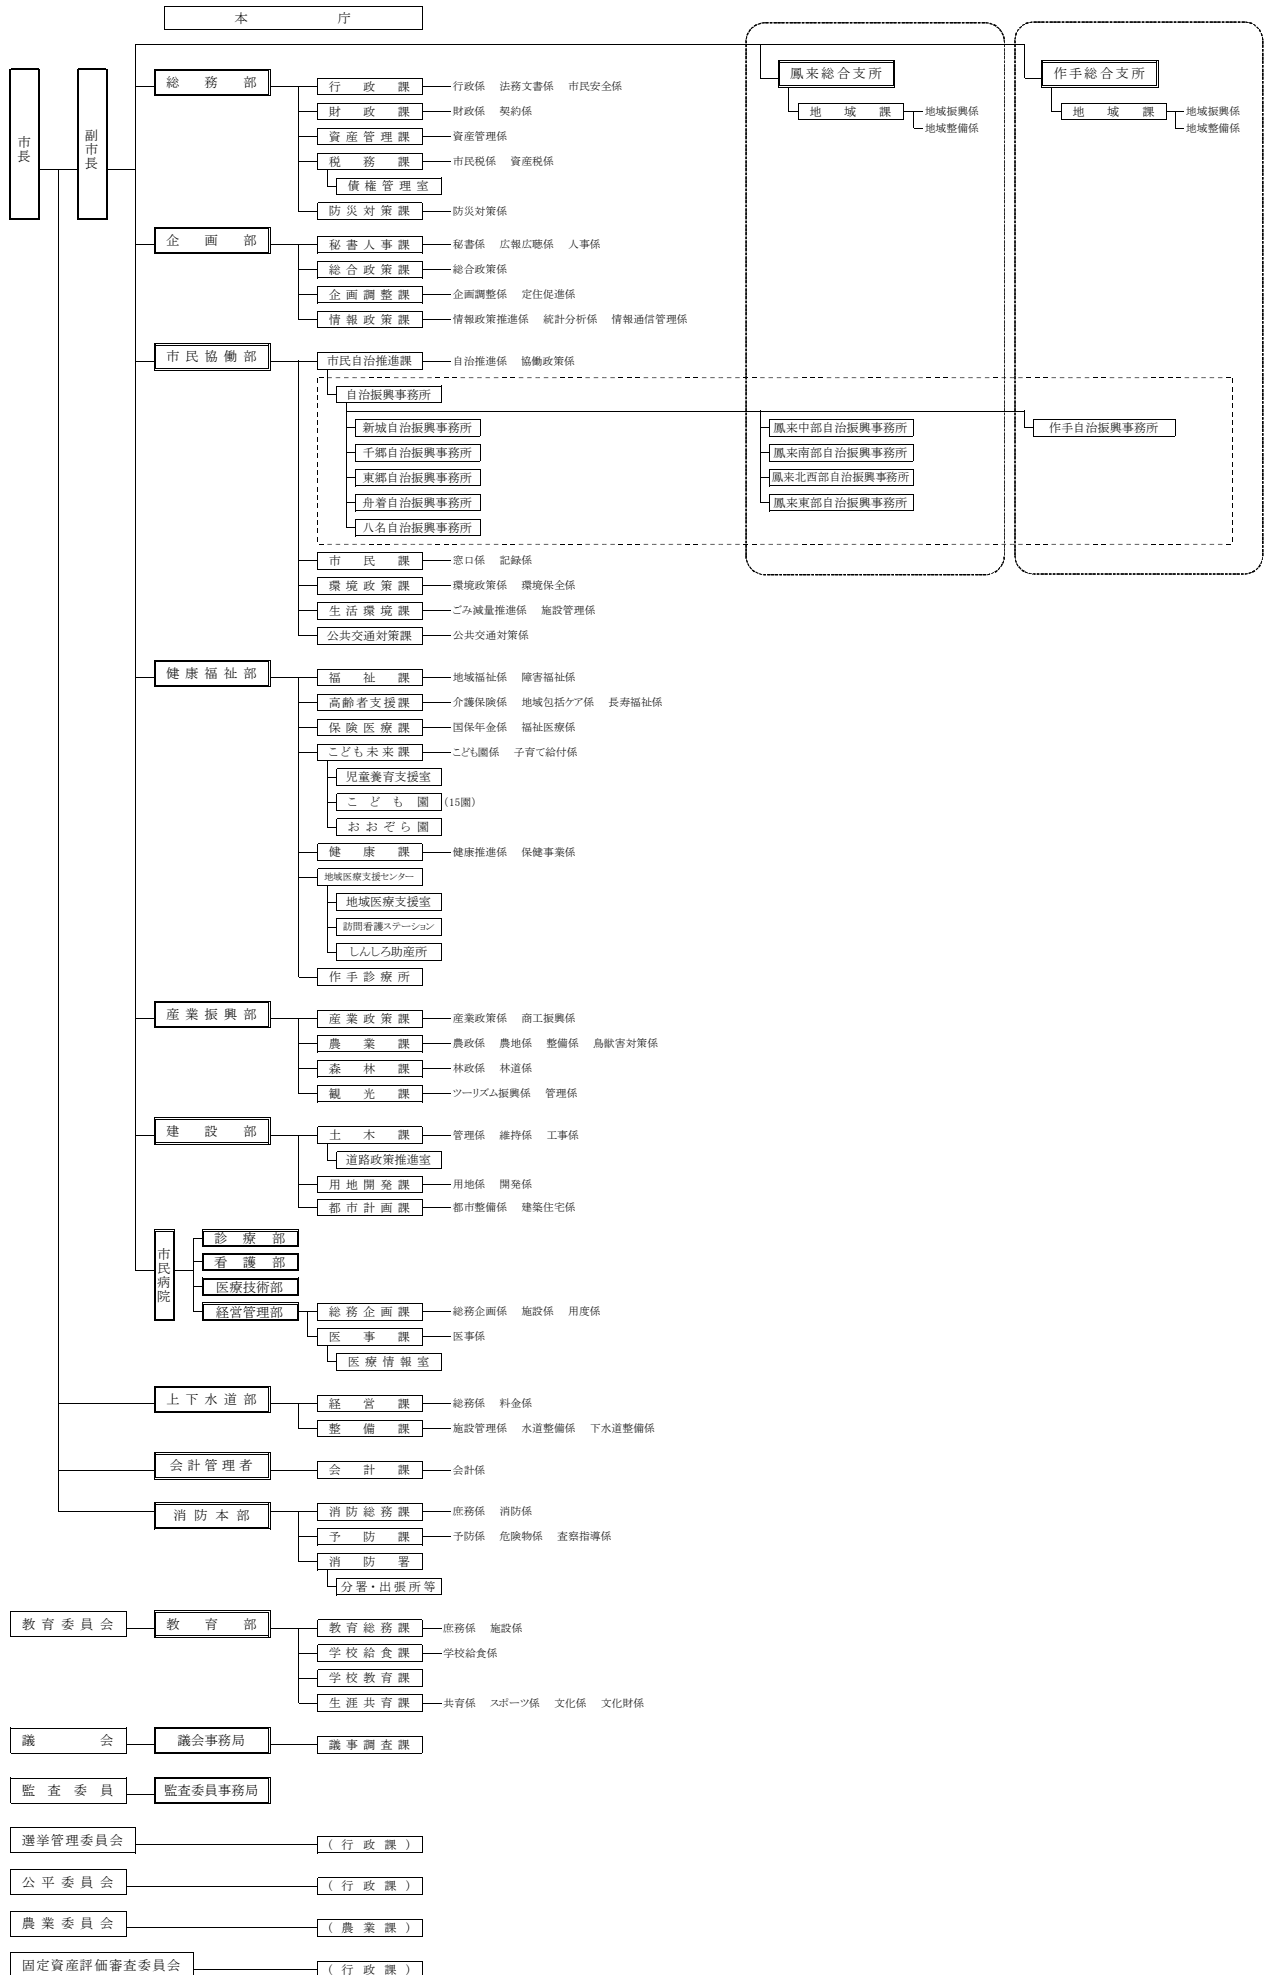 本庁
市長
副市長
鳳来総合支所
地域課 地域振興係
地域整備係
作手総合支所
地域課 地域振興係
地域整備係
総務部
行政課 行政係 法務文書係 市民安全係
財政課 財政係 契約係
資産管理課 資産管理係
税務課 市民税係 資産税係
債権管理室
防災対策課 防災対策係
企画部
秘書人事課 秘書係 広報広聴係 人事係
総合政策課 総合政策係
企画調整課 企画調整係 定住促進係
情報政策課 情報政策推進係 統計分析係 情報通信管理係
市民協働部
市民自治推進課 自治推進係 協働政策係
自治振興事務所
新城自治振興事務所 鳳来中部自治振興事務所 作手自治振興事務所
千郷自治振興事務所 鳳来南部自治振興事務所
東郷自治振興事務所 鳳来北西部自治振興事務所
舟着自治振興事務所 鳳来東部自治振興事務所
八名自治振興事務所
市民課 窓口係 記録係
環境政策課 環境政策係 環境保全係
生活環境課 ごみ減量推進係 施設管理係
公共交通対策課 公共交通対策係
健康福祉部
福祉課 地域福祉係 障害福祉係
高齢者支援課 介護保険係 地域包括ケア係 長寿福祉係
保険医療課 国保年金係 福祉医療係
こども未来課 こども園係 子育て給付係
児童養育支援室
こども園 (15園)
おおぞら園
健康課 健康推進係 保健事業係
地域医療支援センター
地域医療支援室
訪問看護ステーション
しんしろ助産所
作手診療所
産業振興部
産業政策課 産業政策係 商工振興係
農業課 農政係 農地係 整備係 鳥獣害対策係
森林課 林政係 林道係
観光課 ツーリズム振興係 管理係
建設部
土木課 管理係 維持係 工事係
道路政策推進室
用地開発課 用地係 開発係
都市計画課 都市整備係 建築住宅係
市民病院
診療部
看護部
医療技術部
経営管理部
総務企画課 総務企画係 施設係 用度係
医事課 医事係
医療情報室
上下水道部
経営課 総務係 料金係
整備課 施設管理係 水道整備係 下水道整備係
会計管理者
会計課 会計係
消防本部
消防総務課 庶務係 消防係
予防課 予防係 危険物係 査察指導係
消防署
分署・出張所等
教育委員会 教育部
教育総務課 庶務係 施設係
学校給食課 学校給食係
学校教育課
生涯共育課 共育係 スポーツ係 文化係 文化財係
議会 議会事務局 議事調査課
監査委員 監査委員事務局
選挙管理委員会 (行政課)
公平委員会 (行政課)
農業委員会 (農業課)
固定資産評価審査委員会 (行政課)